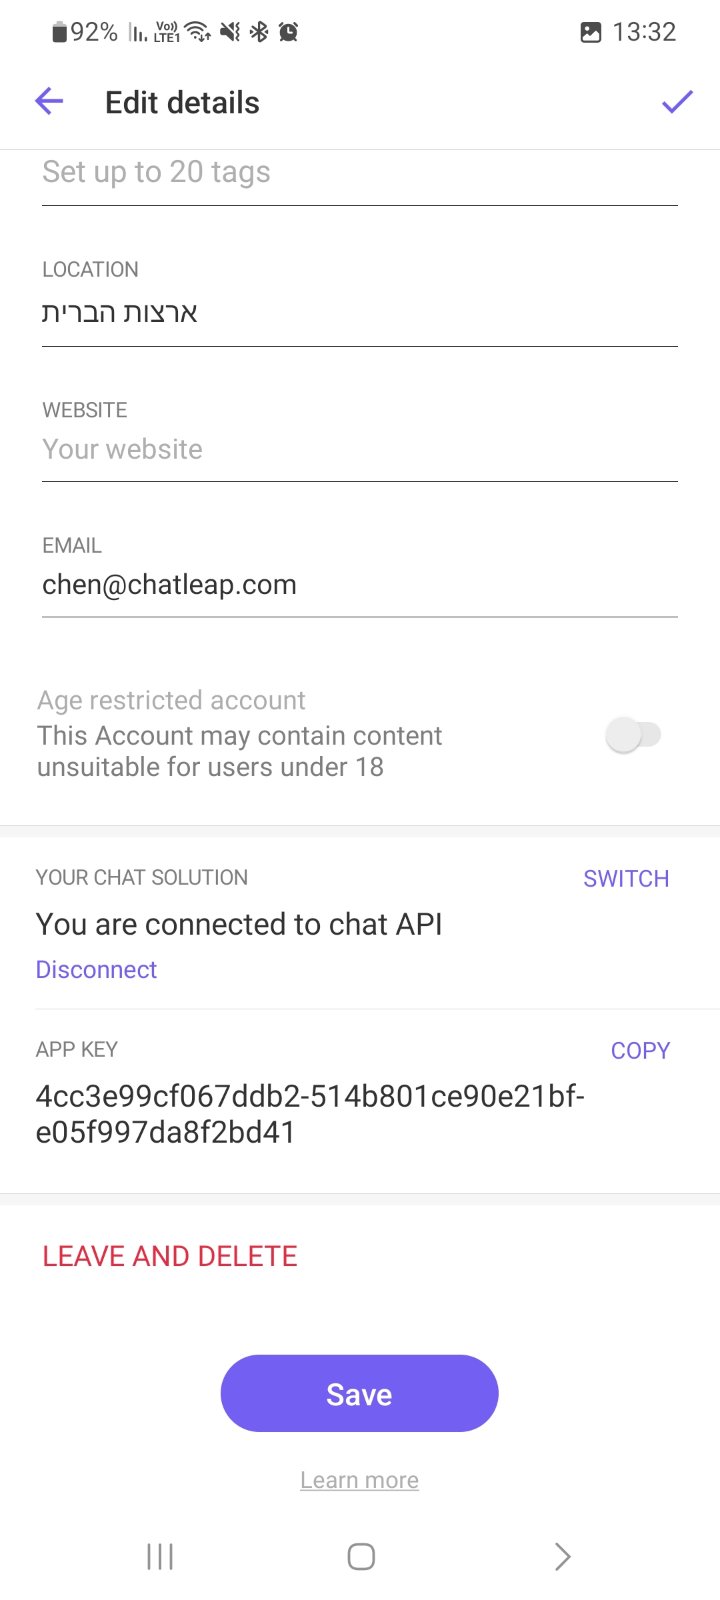 92% Vo)) LTE1 13:32
Edit details
Set up to 20 tags
LOCATION
ארצות הברית
WEBSITE
Your website
EMAIL
chen@chatleap.com
Age restricted account
This Account may contain content
unsuitable for users under 18
YOUR CHAT SOLUTION SWITCH
You are connected to chat API
Disconnect
APP KEY COPY
4cc3e99cf067ddb2-514b801ce90e21bf-
e05f997da8f2bd41
LEAVE AND DELETE
Save
Learn more